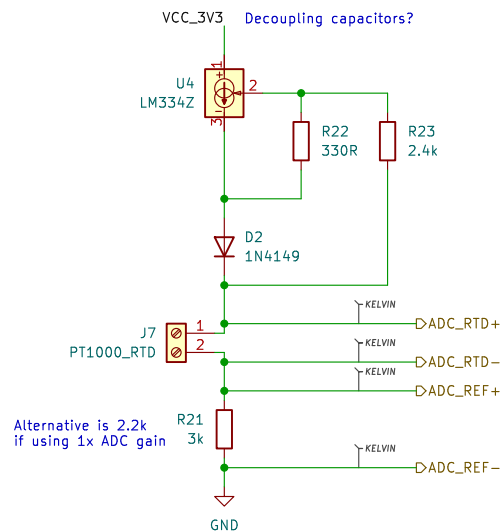 VCC_3V3 Decoupling capacitors?
1
+
U4
LM334Z
2
3
-
R22
330R
R23
2.4k
D2
1N4149
KELVIN
J7
1
ADC_RTD+
PT1000_RTD
2
KELVIN
ADC_RTD-
KELVIN
ADC_REF+
R21
3k
Alternative is 2.2k
if using 1x ADC gain
KELVIN
ADC_REF-
GND